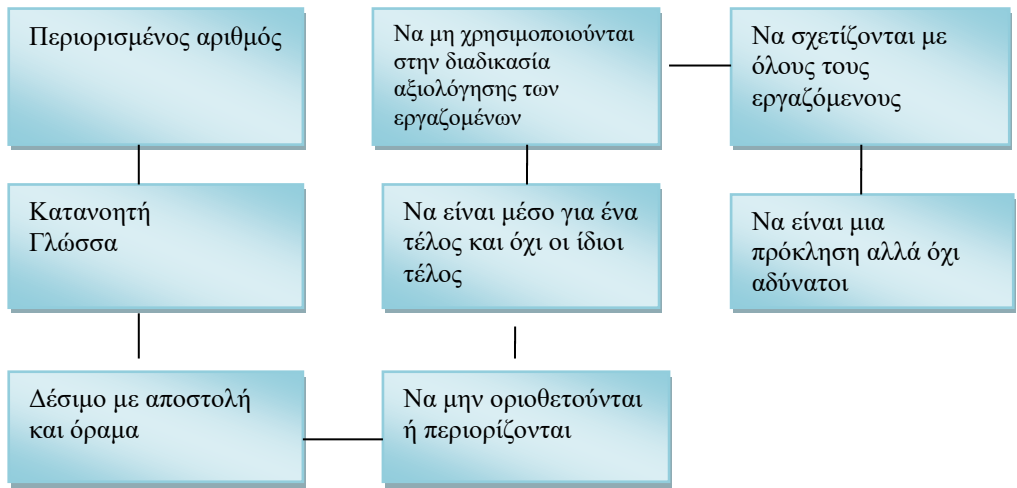 Περιορισμένος αριθμός
Κατανοητή
Γλώσσα
Δέσιμο με αποστολή
και όραμα
Να μην οριοθετούνται
ή περιορίζονται
Να είναι μέσο για ένα
τέλος και όχι οι ίδιοι
τέλος
Να μη χρησιμοποιούνται
στην διαδικασία
αξιολόγησης των
εργαζομένων
Να σχετίζονται με
όλους τους
εργαζόμενους
Να είναι μια
πρόκληση αλλά όχι
αδύνατοι